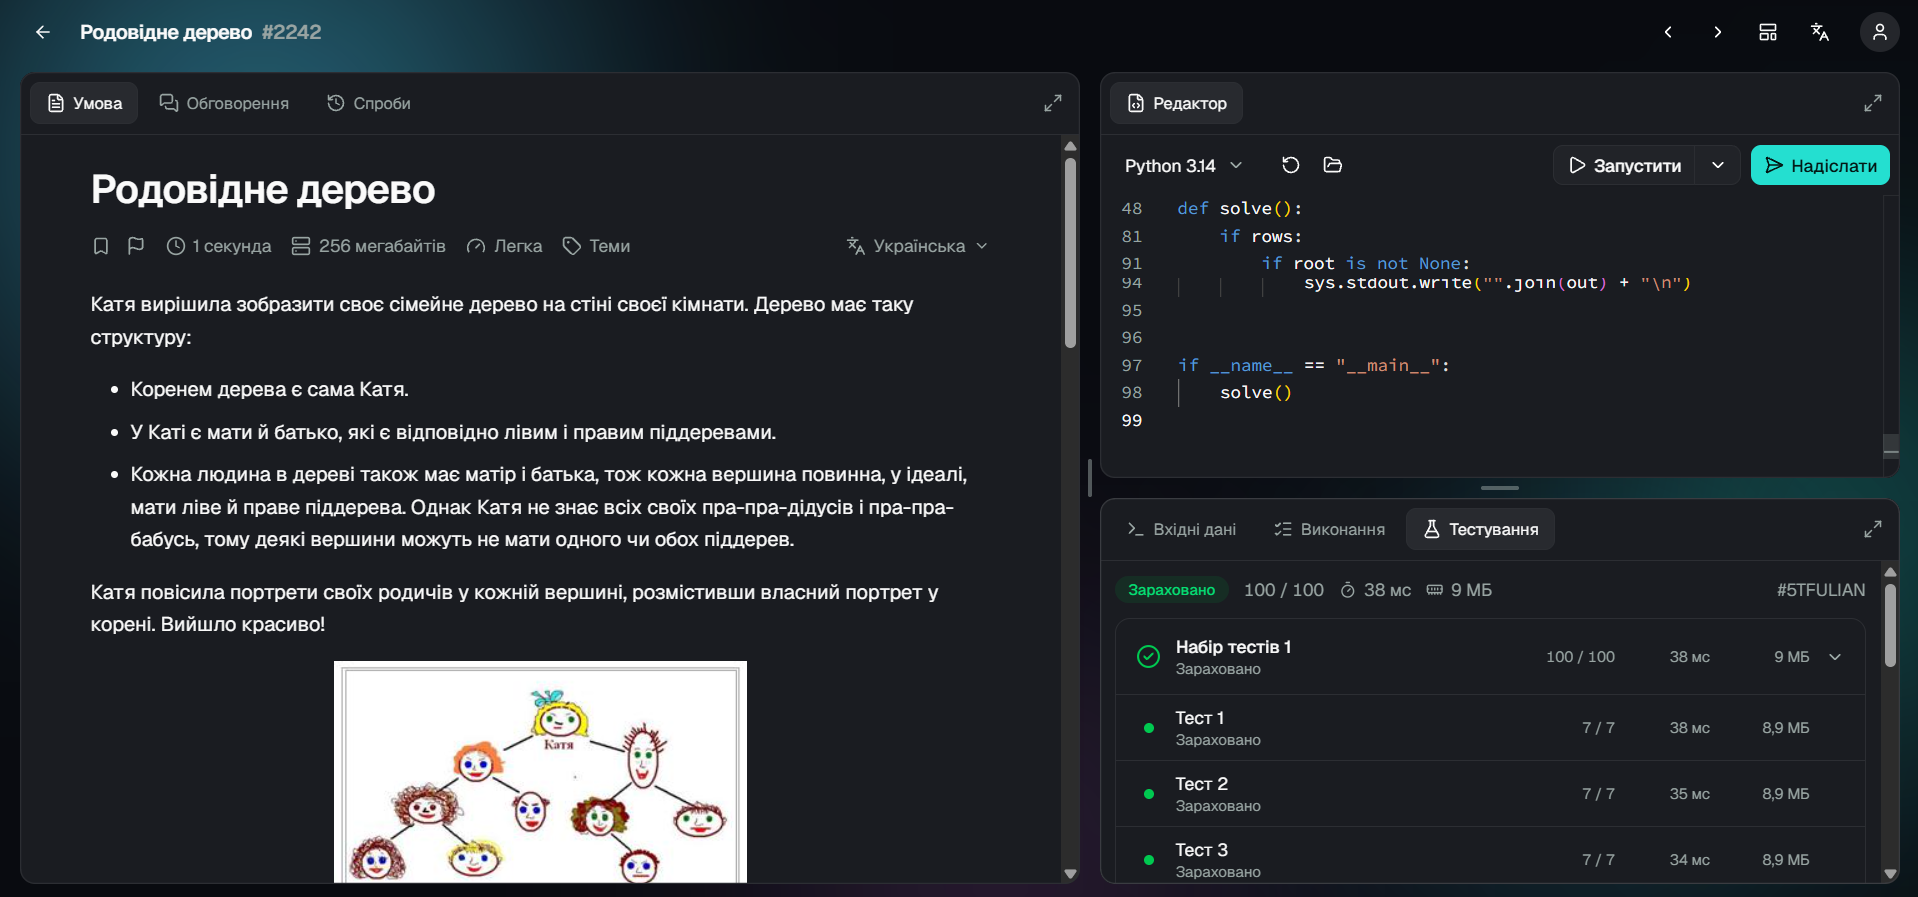 Родовідне дерево #2242
Умова
Обговорення
Спроби
Родовідне дерево
1 секунда
256 мегабайтів
Легка
Теми
Українська
Катя вирішила зобразити своє сімейне дерево на стіні своєї кімнати. Дерево має таку
структуру:
• Коренем дерева є сама Катя.
• У Каті є мати й батько, які є відповідно лівим і правим піддеревами.
• Кожна людина в дереві також має матір і батька, тож кожна вершина повинна, у ідеалі,
мати ліве й праве піддерева. Однак Катя не знає всіх своїх пра-пра-дідусів і пра-пра-
бабусь, тому деякі вершини можуть не мати одного чи обох піддерев.
Катя повісила портрети своїх родичів у кожній вершині, розмістивши власний портрет у
корені. Вийшло красиво!
Катя
Редактор
Python 3.14
Запустити
Надіслати
48 def solve():
81 if rows:
91 if root is not None:
94 sys.stdout.write("".join(out) + "\n")
95
96
97 if __name__ == "__main__":
98 solve()
99
Вхідні дані
Виконання
Тестування
Зараховано 100 / 100 38 мс 9 МБ #5TFULIAN
Набір тестів 1 100 / 100 38 мс 9 МБ
Зараховано
Тест 1 7 / 7 38 мс 8,9 МБ
Зараховано
Тест 2 7 / 7 35 мс 8,9 МБ
Зараховано
Тест 3 7 / 7 34 мс 8,9 МБ
Зараховано